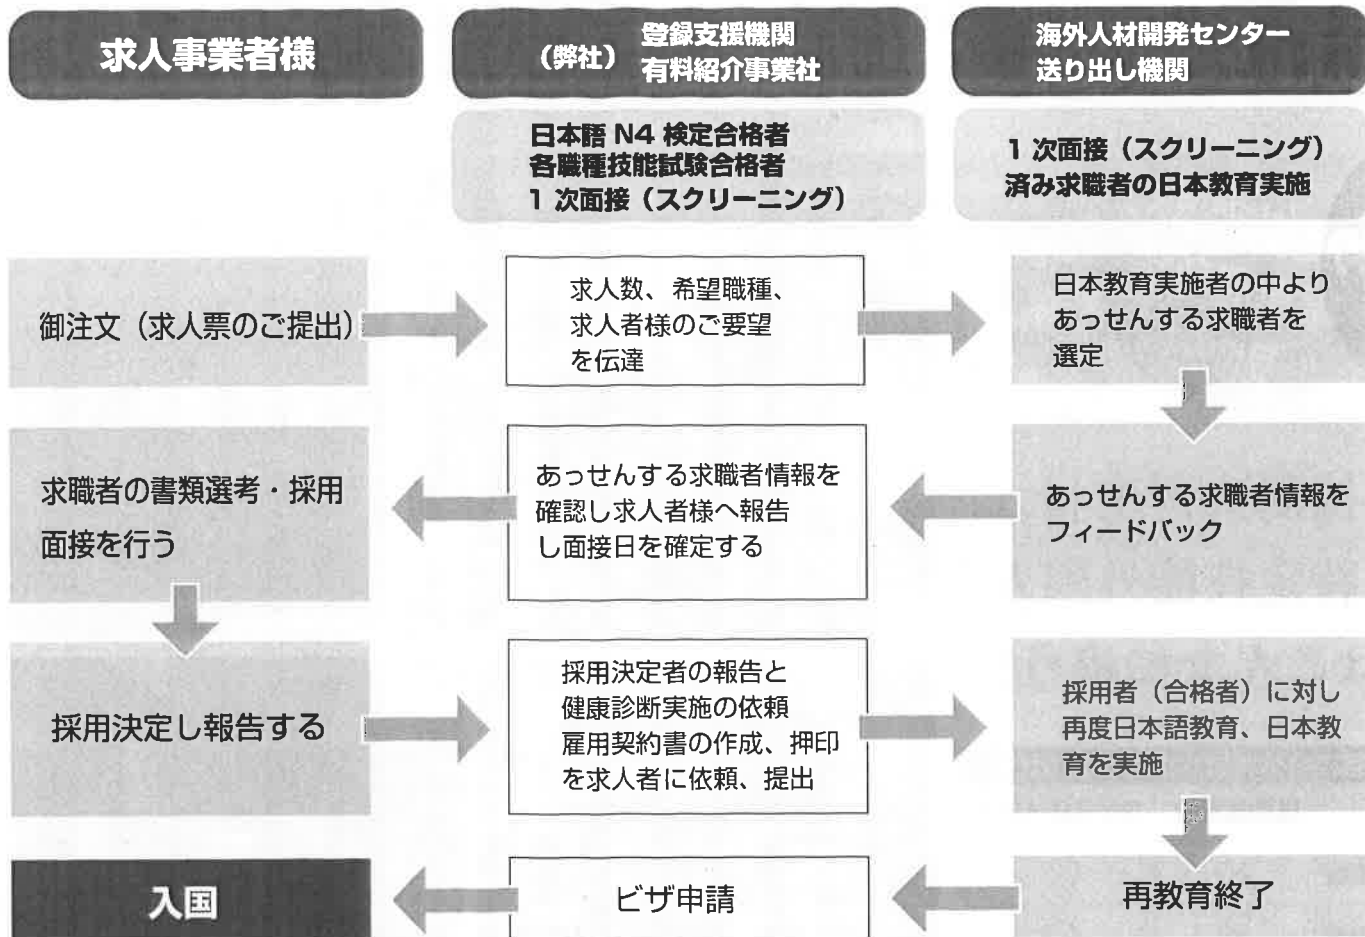 求人事業者様
(弊社)
登録支援機関
有料紹介事業社
海外人材開発センター
送り出し機関
日本語 N4 検定合格者
各職種技能試験合格者
1 次面接(スクリーニング)
1 次面接(スクリーニング)
済み求職者の日本教育実施
御注文(求人票のご提出)
求人数、希望職種、
求人者様のご要望
を伝達
日本教育実施者の中より
あっせんする求職者を
選定
求職者の書類選考・採用
面接を行う
あっせんする求職者情報を
確認し求人者様へ報告
し面接日を確定する
あっせんする求職者情報を
フィードバック
採用決定し報告する
採用決定者の報告と
健康診断実施の依頼
雇用契約書の作成、押印
を求人者に依頼、提出
採用者(合格者)に対し
再度日本語教育、日本教
育を実施
入国
ビザ申請
再教育終了